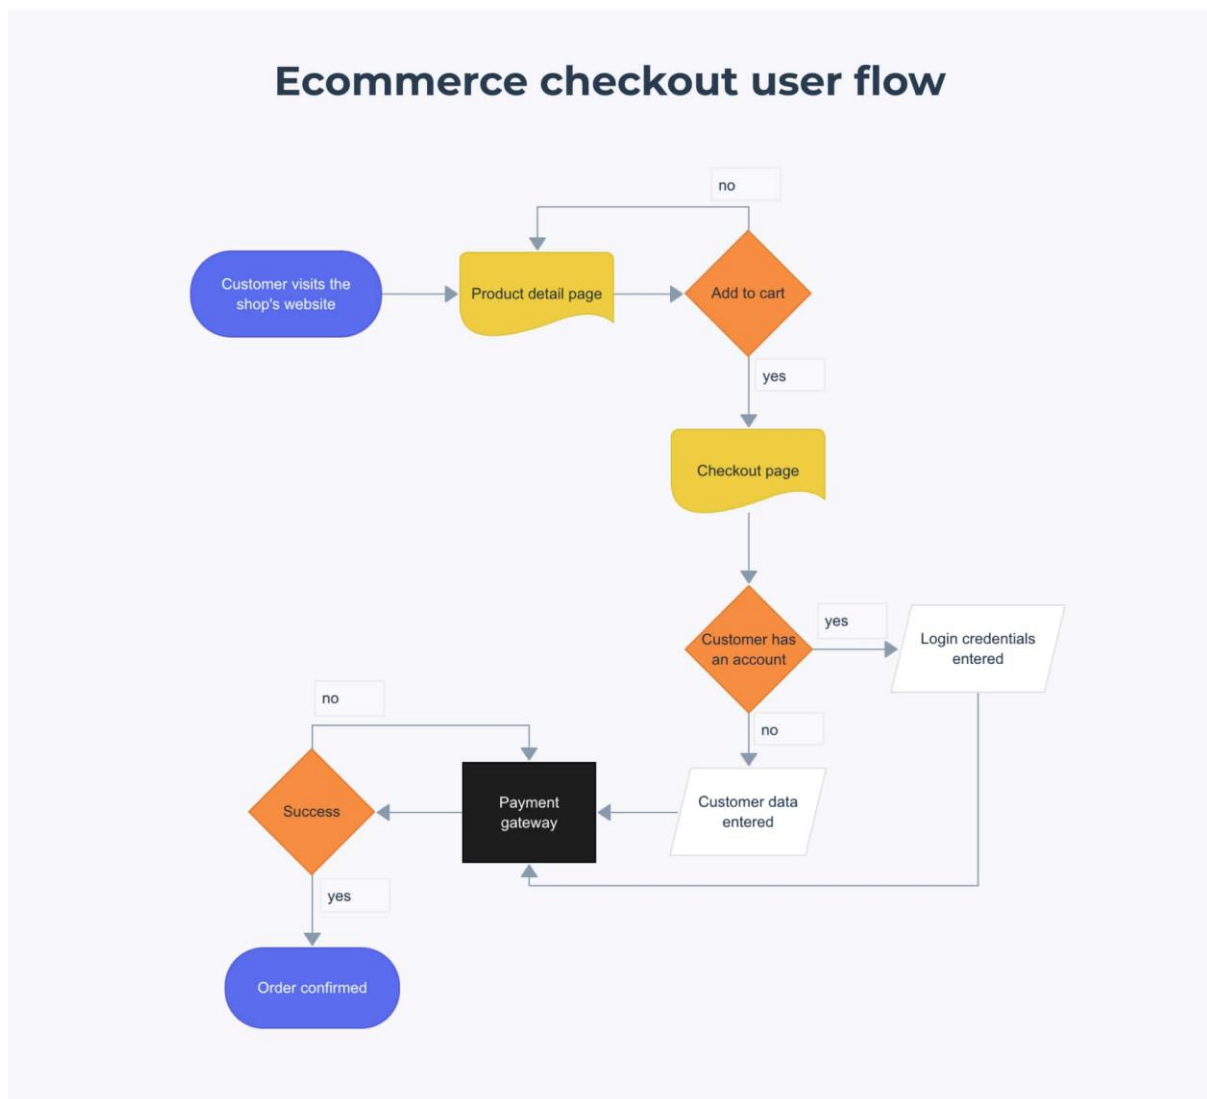 Ecommerce checkout user flow
no
Customer visits the
shop's website
Product detail page
Add to cart
yes
Checkout page
Customer has
an account
yes
Login credentials
entered
no
Customer data
entered
Payment
gateway
no
Success
yes
Order confirmed